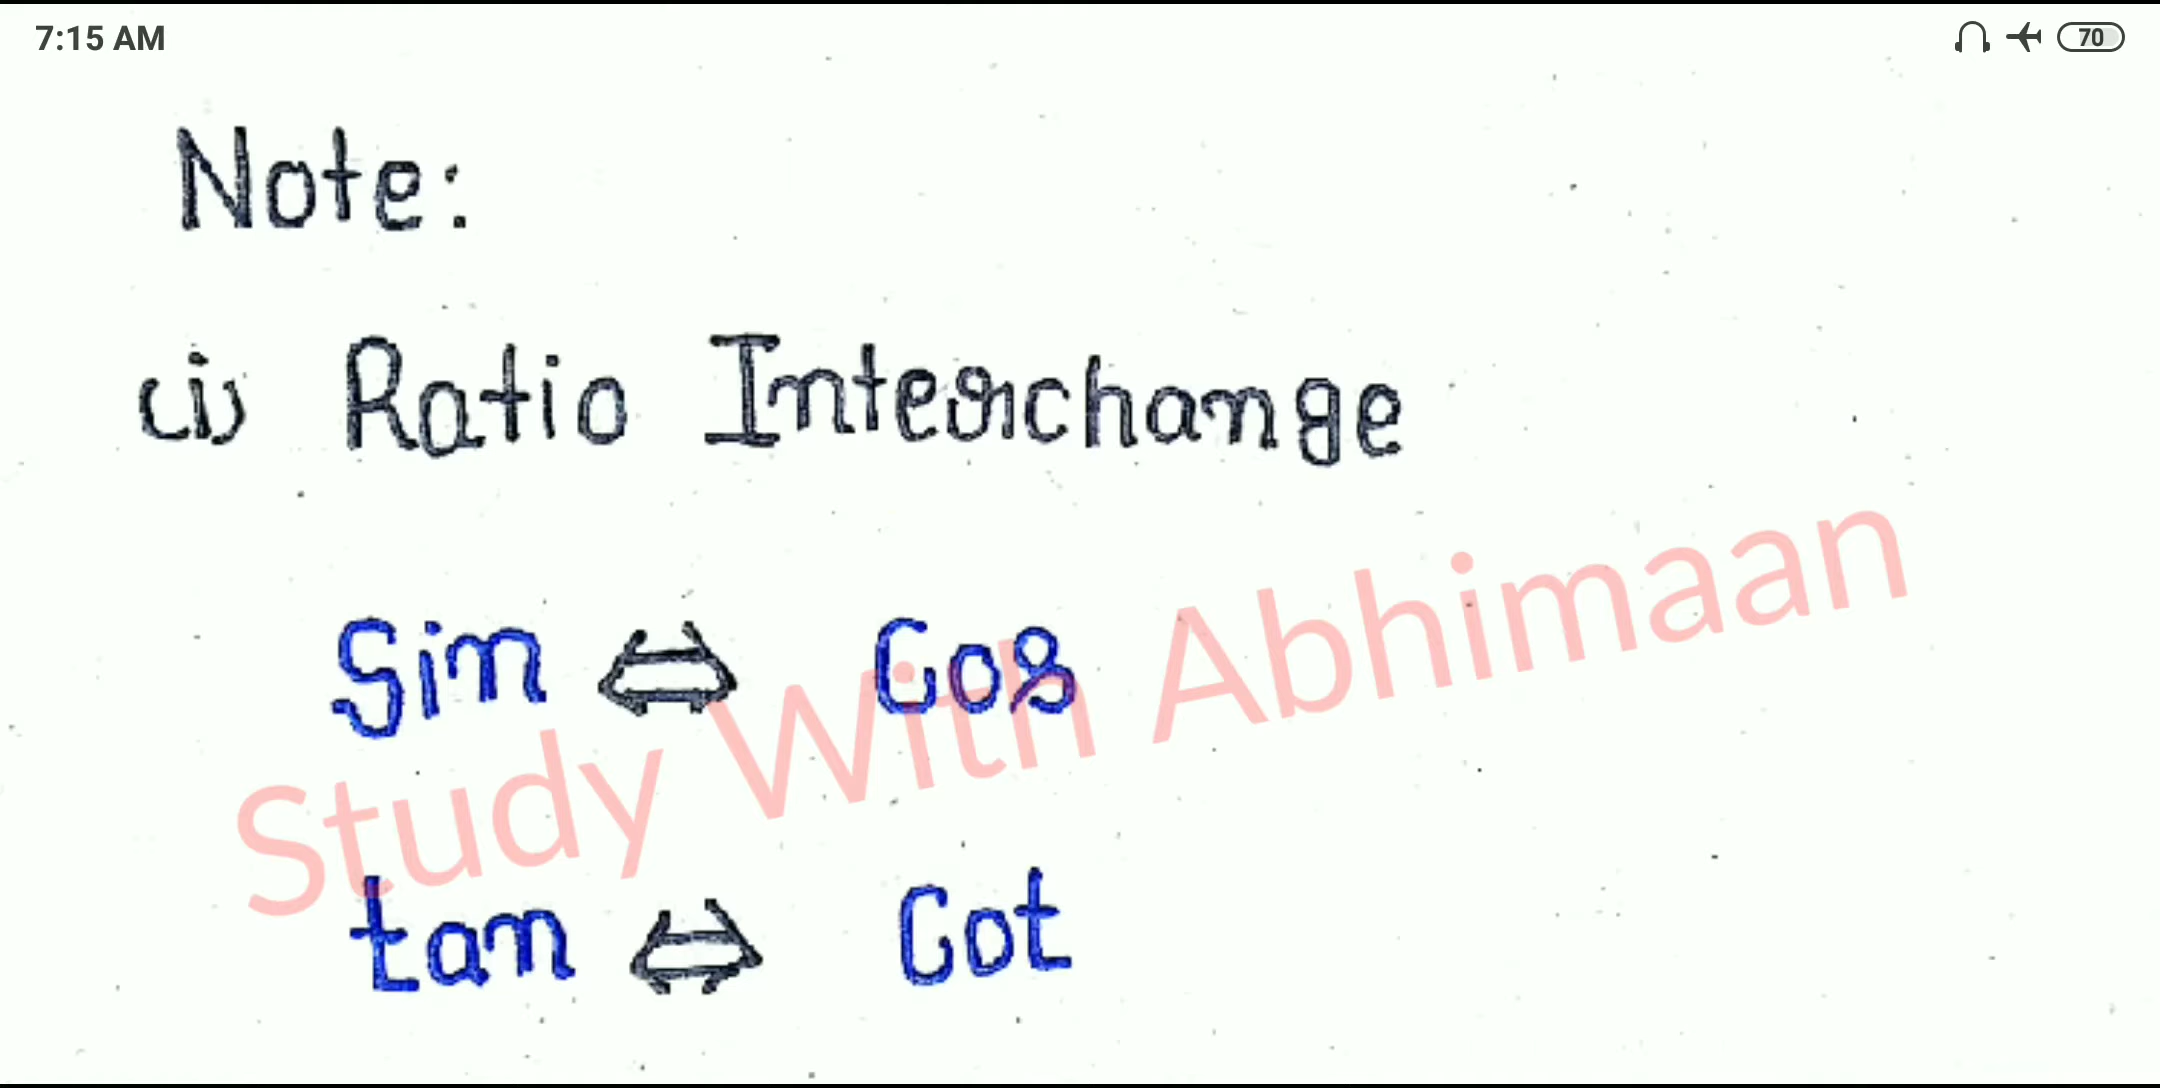 7:15 AM 70
Note:
(i) Ratio Interchange
Sin ⇔ Cos
Study With Abhimaan
tan ⇔ Cot